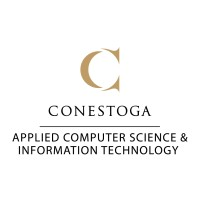 C
CONESTOGA
APPLIED COMPUTER SCIENCE &
INFORMATION TECHNOLOGY